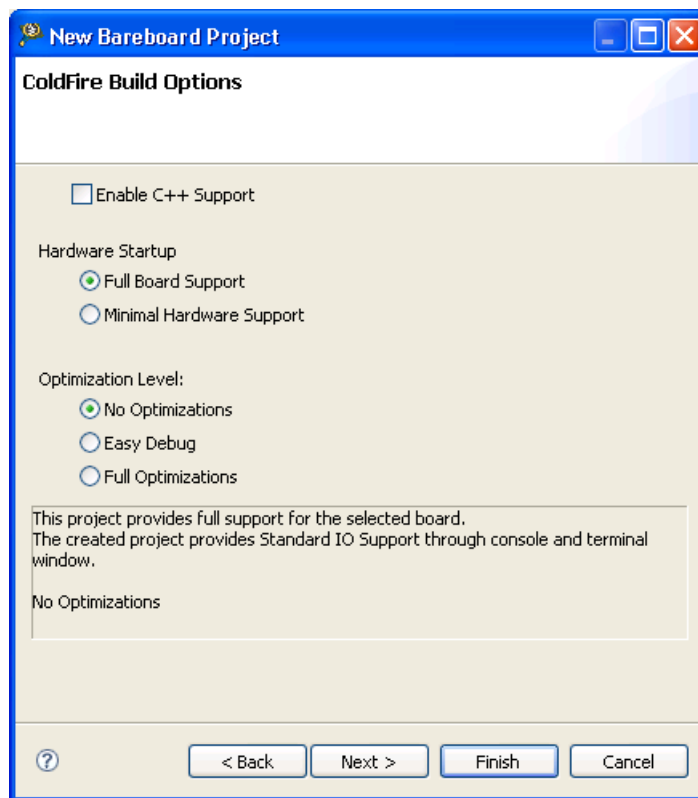 New Bareboard Project
ColdFire Build Options
Enable C++ Support
Hardware Startup
Full Board Support
Minimal Hardware Support
Optimization Level:
No Optimizations
Easy Debug
Full Optimizations
This project provides full support for the selected board.
The created project provides Standard IO Support through console and terminal
window.
No Optimizations
?
< Back Next > Finish Cancel